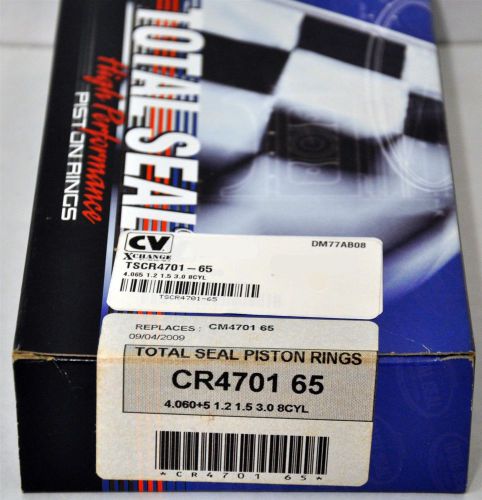 TOTAL SEAL
High Performance
PISTON RINGS
CV
XCHANGE
DM77AB08
TSCR4701-65
4.065 1.2 1.5 3.0 8CYL
TSCR4701-65
REPLACES : CM4701 65
09/04/2009
TOTAL SEAL PISTON RINGS
CR4701 65
4.060+5 1.2 1.5 3.0 8CYL
*CR4701 65*